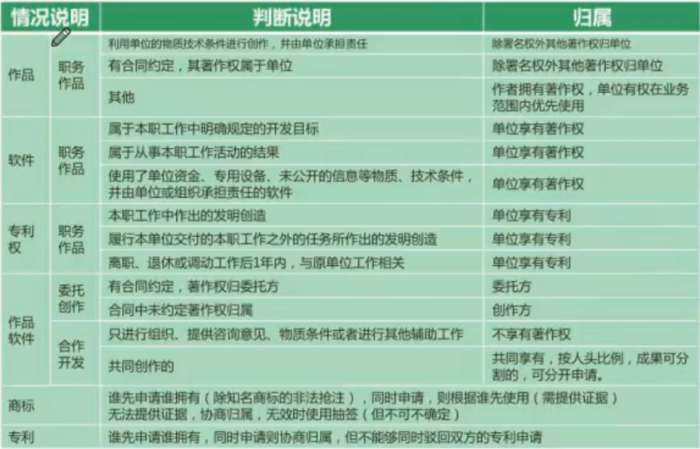 情况说明 判断说明 归属
作品 职务作品 利用单位的物质技术条件进行创作，并由单位承担责任 除署名权外其他著作权归单位
有合同约定，其著作权属于单位 除署名权外其他著作权归单位
其他 作者拥有著作权，单位有权在业务
范围内优先使用
软件 职务作品 属于本职工作中明确规定的开发目标 单位享有著作权
属于从事本职工作活动的结果 单位享有著作权
使用了单位资金、专用设备、未公开的信息等物质、技术条件，
并由单位或组织承担责任的软件 单位享有著作权
专利权 职务作品 本职工作中作出的发明创造 单位享有专利
履行本单位交付的本职工作之外的任务所作出的发明创造 单位享有专利
离职、退休或调动工作后1年内，与原单位工作相关 单位享有专利
作品软件 委托创作 有合同约定，著作权归委托方 委托方
合同中未约定著作权归属 创作方
合作开发 只进行组织、提供咨询意见、物质条件或者进行其他辅助工作 不享有著作权
共同创作的 共同享有，按人头比例，成果可分
割的，可分开申请。
商标 谁先申请谁拥有（除知名商标的非法抢注），同时申请，则根据谁先使用（需提供证据）
无法提供证据，协商归属，无效时使用抽签（但不可不确定）
专利 谁先申请谁拥有，同时申请则协商归属，但不能够同时驳回双方的专利申请